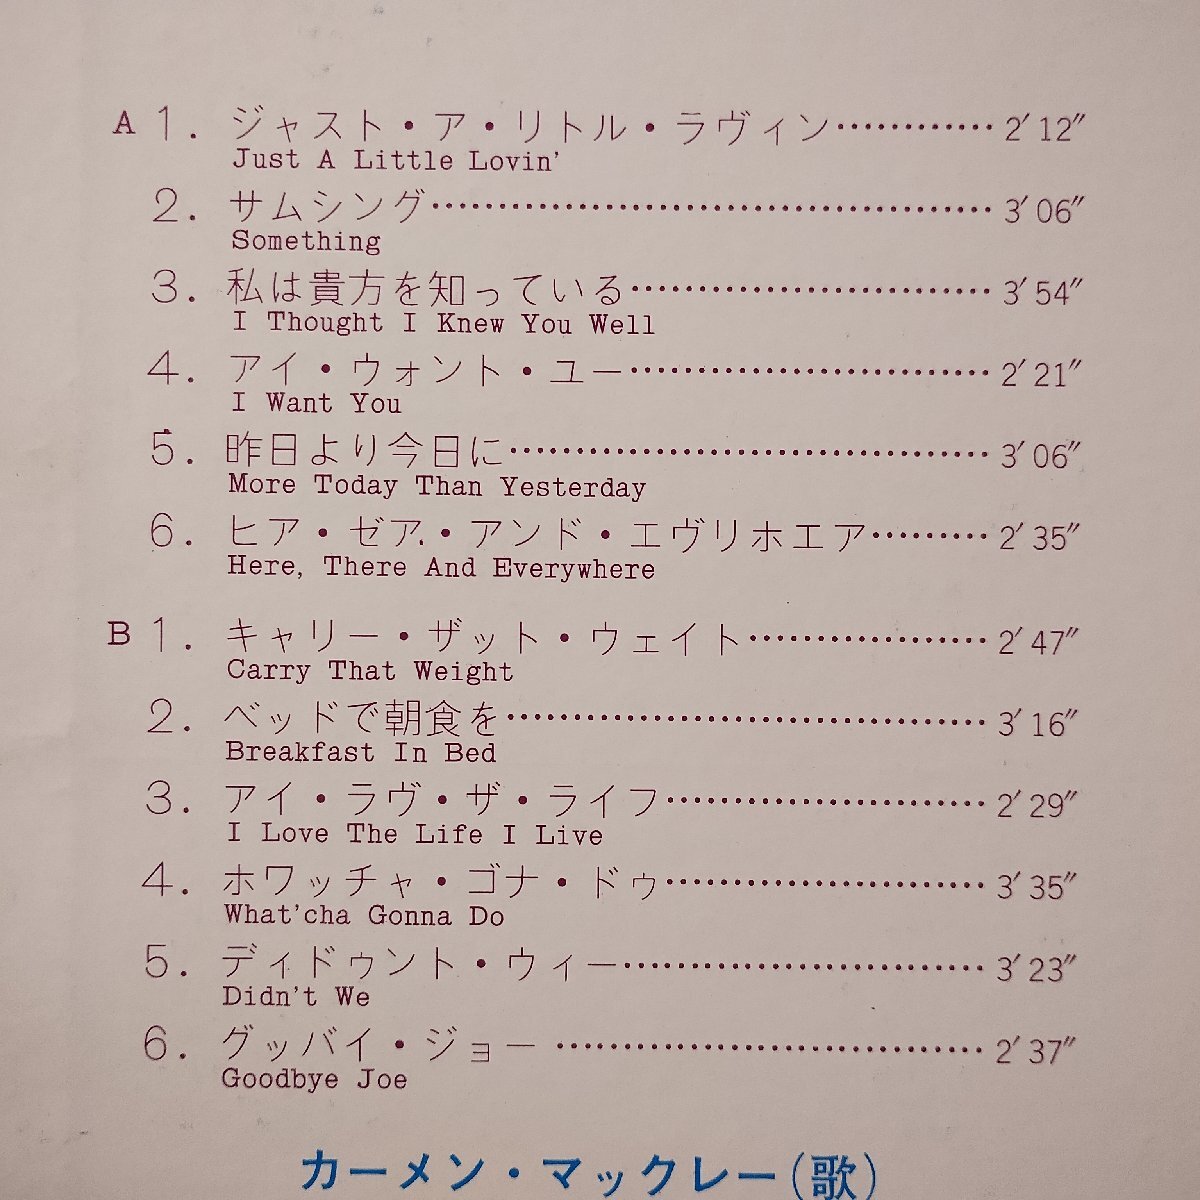 A 1. ジャスト・ア・リトル・ラヴィン………… 2′12″
Just A Little Lovin'
2. サムシング………………………………… 3′06″
Something
3. 私は貴方を知っている……………………… 3′54″
I Thought I Knew You Well
4. アイ・ウォント・ユー……………………… 2′21″
I Want You
5. 昨日より今日に……………………………… 3′06″
More Today Than Yesterday
6. ヒア・ゼア・アンド・エヴリホエア……… 2′35″
Here, There And Everywhere
B 1. キャリー・ザット・ウェイト……………… 2′47″
Carry That Weight
2. ベッドで朝食を……………………………… 3′16″
Breakfast In Bed
3. アイ・ラヴ・ザ・ライフ…………………… 2′29″
I Love The Life I Live
4. ホワッチャ・ゴナ・ドゥ…………………… 3′35″
What'cha Gonna Do
5. ディドゥント・ウィー……………………… 3′23″
Didn't We
6. グッバイ・ジョー ………………………… 2′37″
Goodbye Joe
カーメン・マックレー(歌)